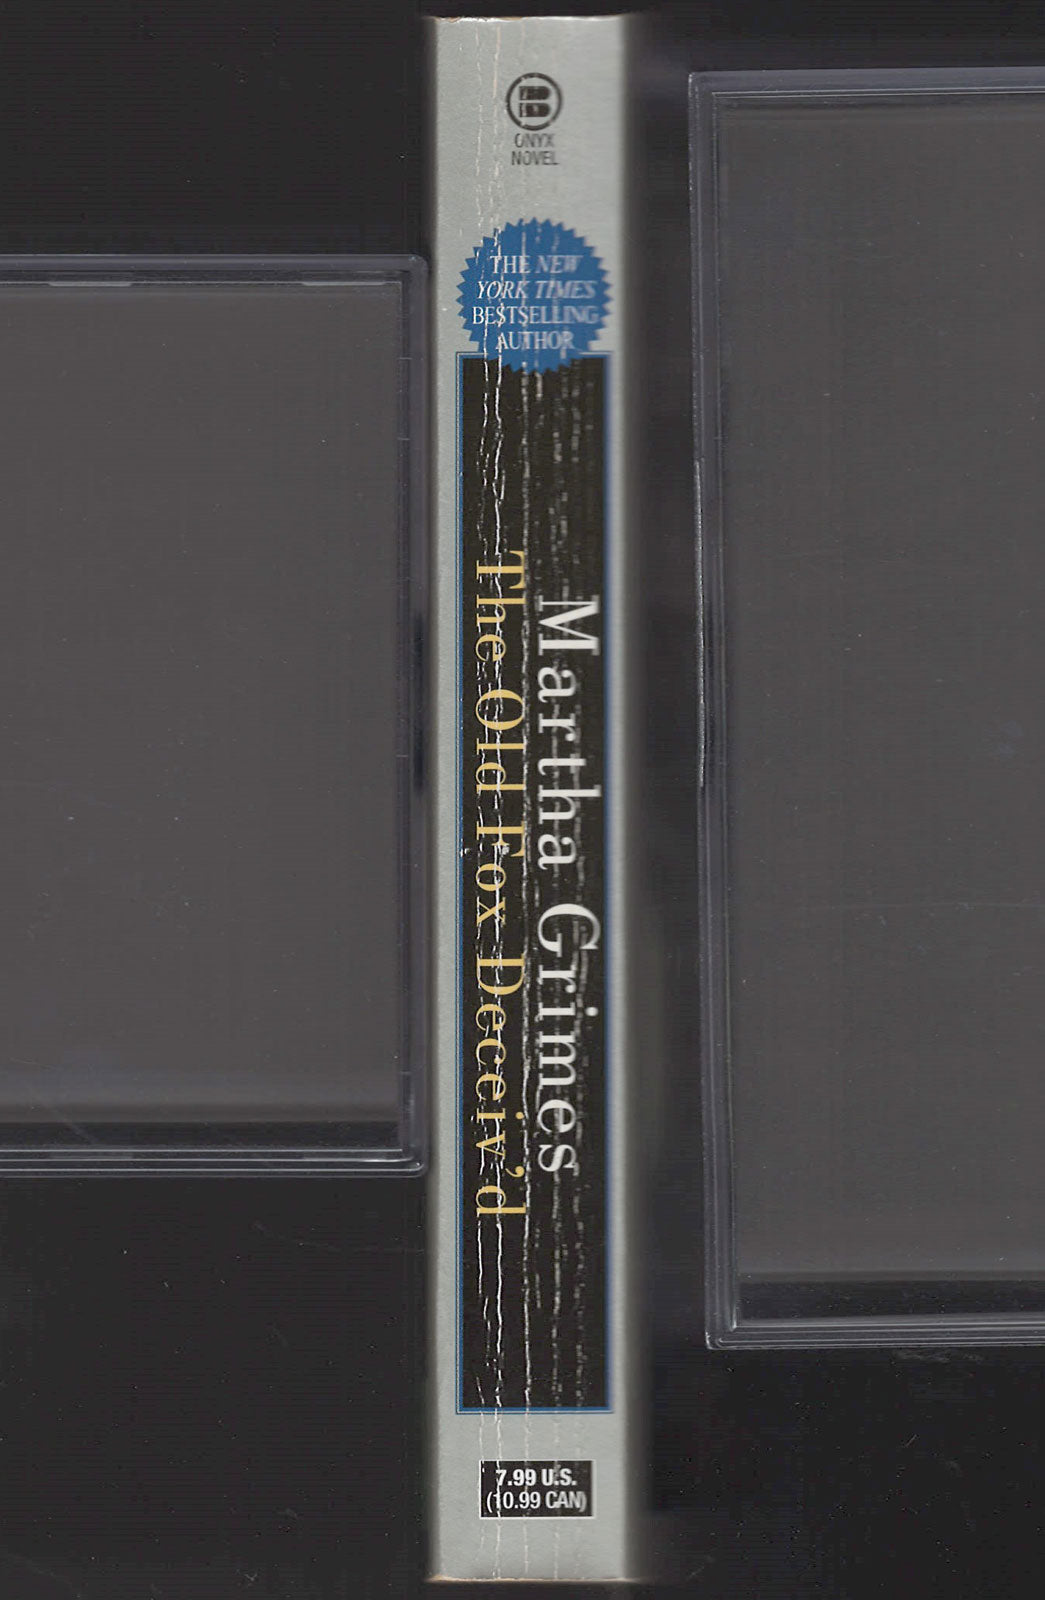 ONYX
NOVEL
THE NEW
YORK TIMES
BESTSELLING
AUTHOR
Martha Grimes
The Old Fox Deceiv'd
7.99 U.S.
(10.99 CAN)